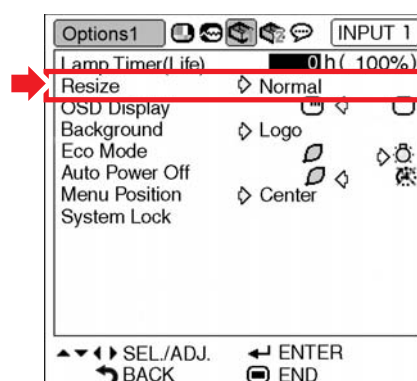 Options1 INPUT 1
Lamp Timer(Life) 0 h ( 100%)
Resize Normal
OSD Display
Background Logo
Eco Mode
Auto Power Off
Menu Position Center
System Lock
SEL./ADJ. ENTER
BACK END